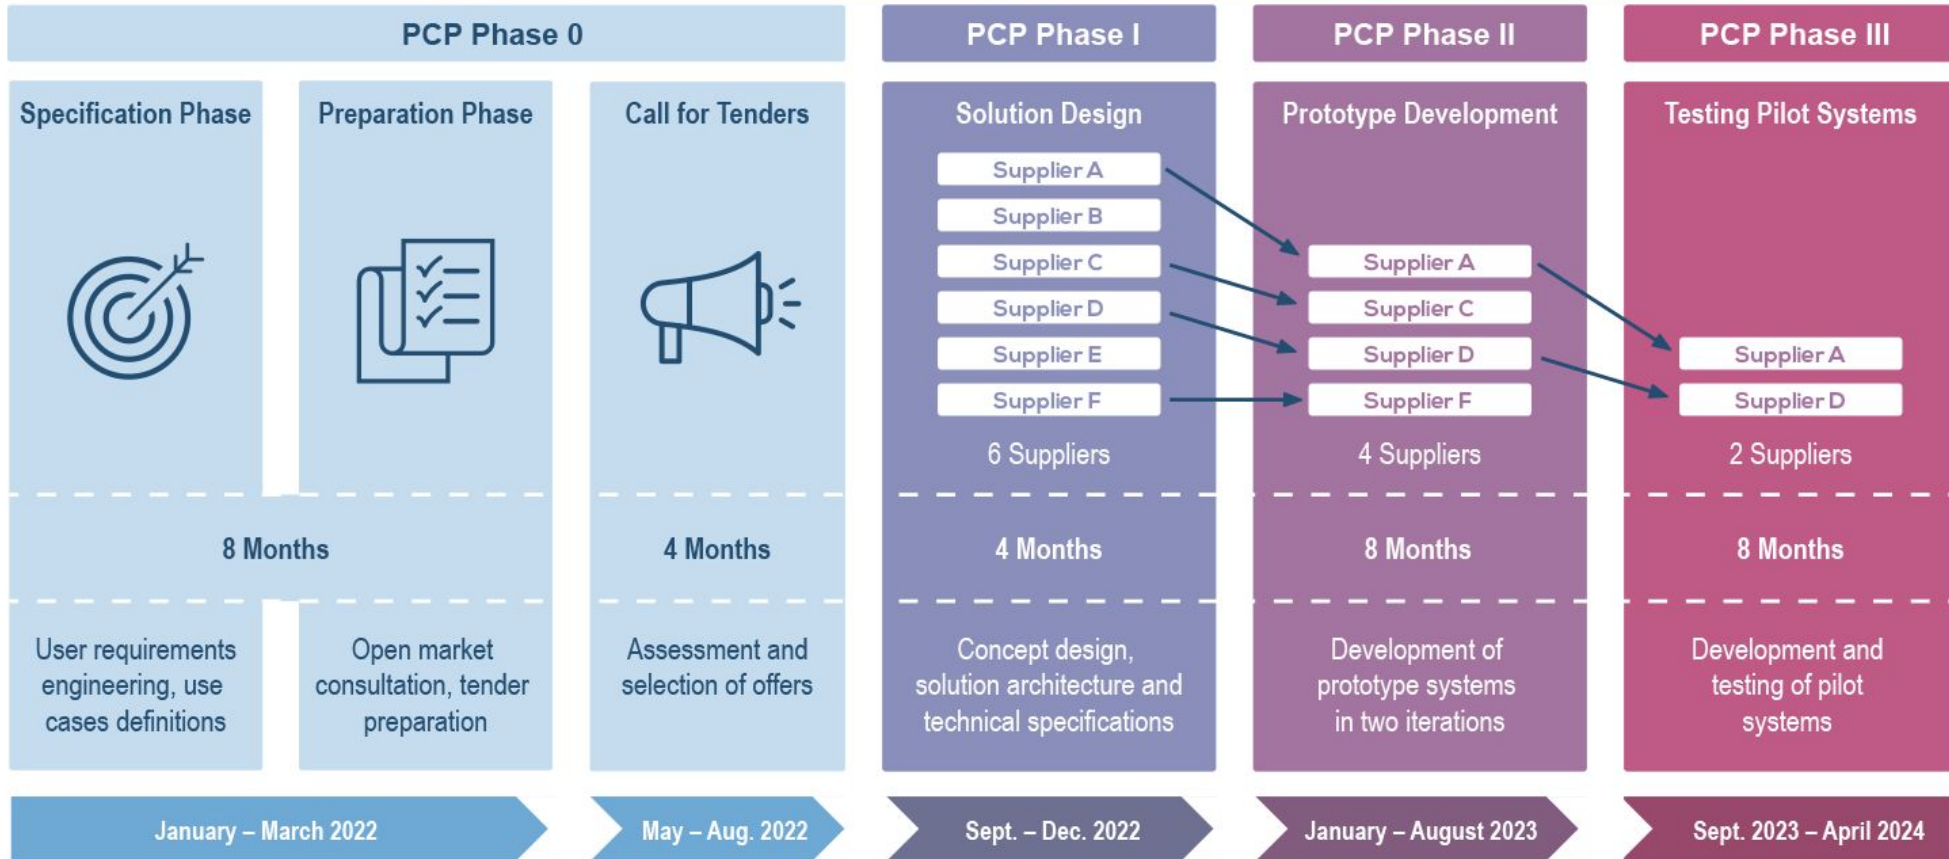 PCP Phase 0
PCP Phase I
PCP Phase II
PCP Phase III
Specification Phase
Preparation Phase
Call for Tenders
Solution Design
Prototype Development
Testing Pilot Systems
Supplier A
Supplier B
Supplier C
Supplier D
Supplier E
Supplier F
6 Suppliers
Supplier A
Supplier C
Supplier D
Supplier F
4 Suppliers
Supplier A
Supplier D
2 Suppliers
8 Months
4 Months
4 Months
8 Months
8 Months
User requirements
engineering, use
cases definitions
Open market
consultation, tender
preparation
Assessment and
selection of offers
Concept design,
solution architecture and
technical specifications
Development of
prototype systems
in two iterations
Development and
testing of pilot
systems
January – March 2022
May – Aug. 2022
Sept. – Dec. 2022
January – August 2023
Sept. 2023 – April 2024